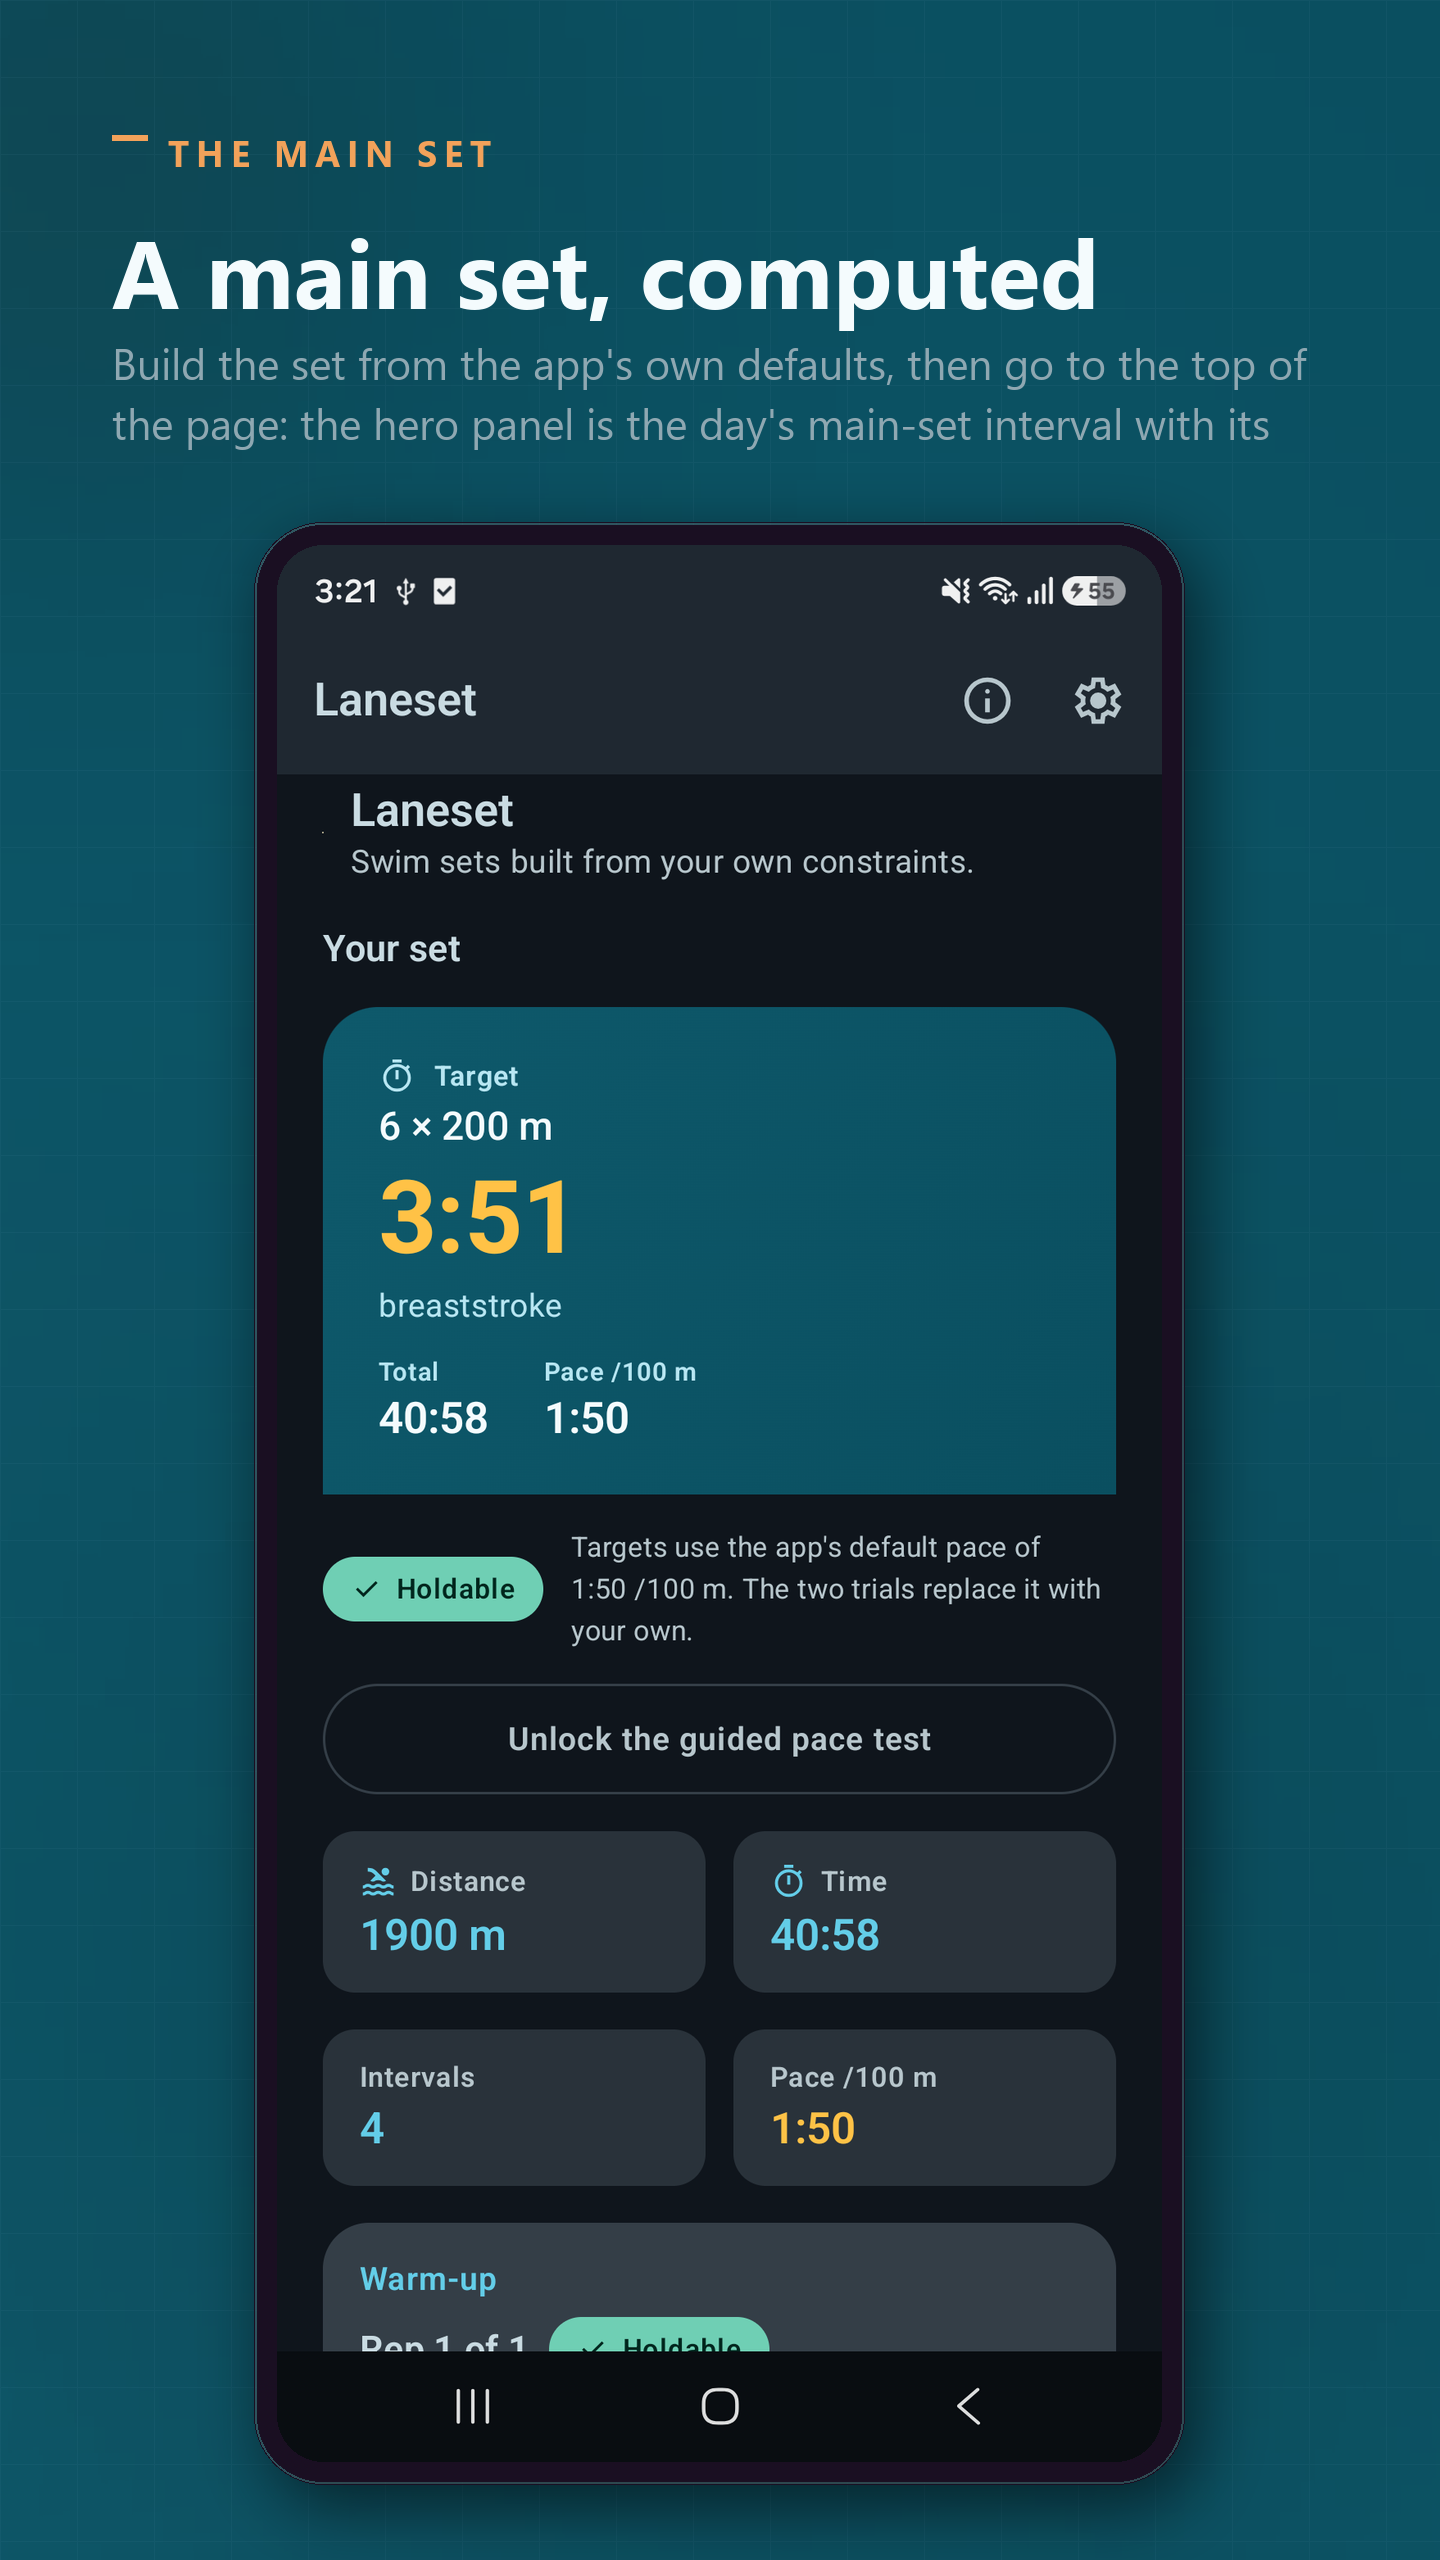 THE MAIN SET
A main set, computed
Build the set from the app's own defaults, then go to the top of
the page: the hero panel is the day's main-set interval with its
3:21
55
Laneset
Laneset
Swim sets built from your own constraints.
Your set
Target
6 × 200 m
3:51
breaststroke
Total Pace /100 m
40:58 1:50
Holdable
Targets use the app's default pace of
1:50 /100 m. The two trials replace it with
your own.
Unlock the guided pace test
Distance
1900 m
Time
40:58
Intervals
4
Pace /100 m
1:50
Warm-up
Rep 1 of 1 Holdable